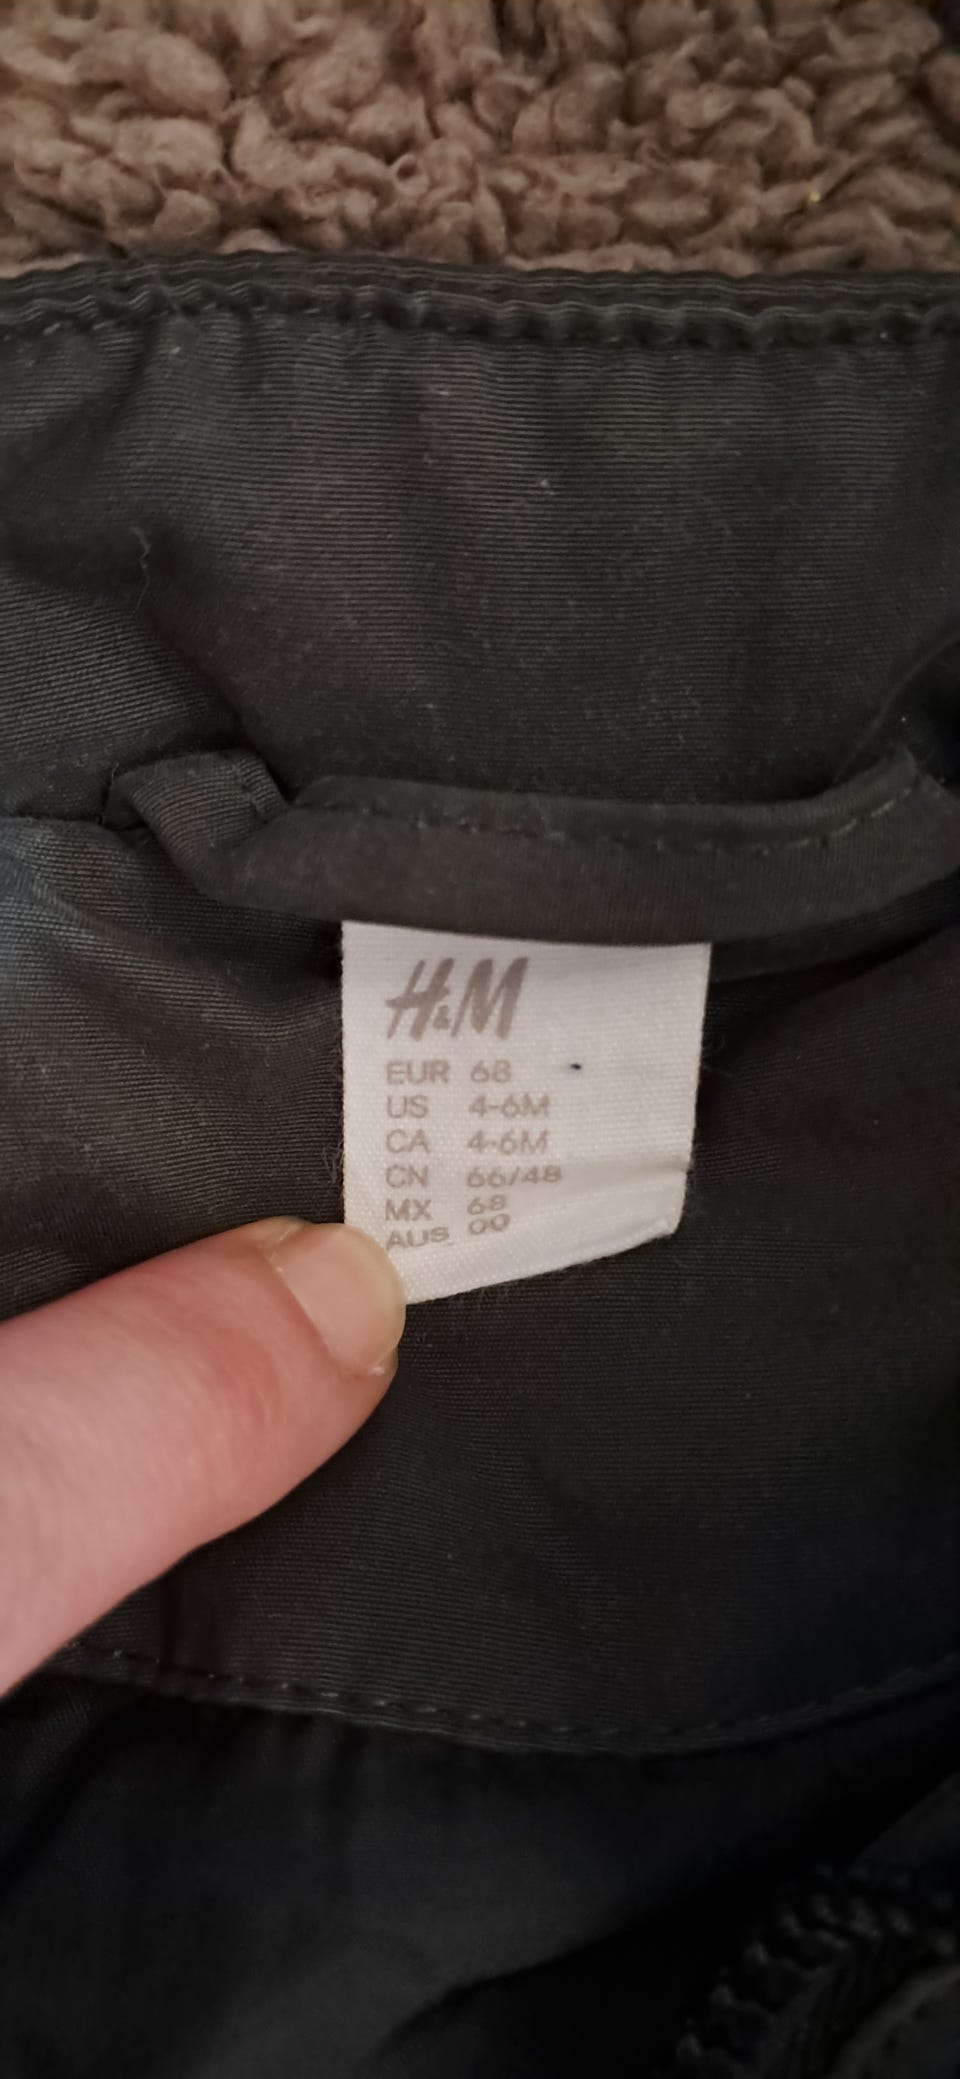 H&M
EUR 68
US 4-6M
CA 4-6M
CN 66/48
MX 68
AUS 00